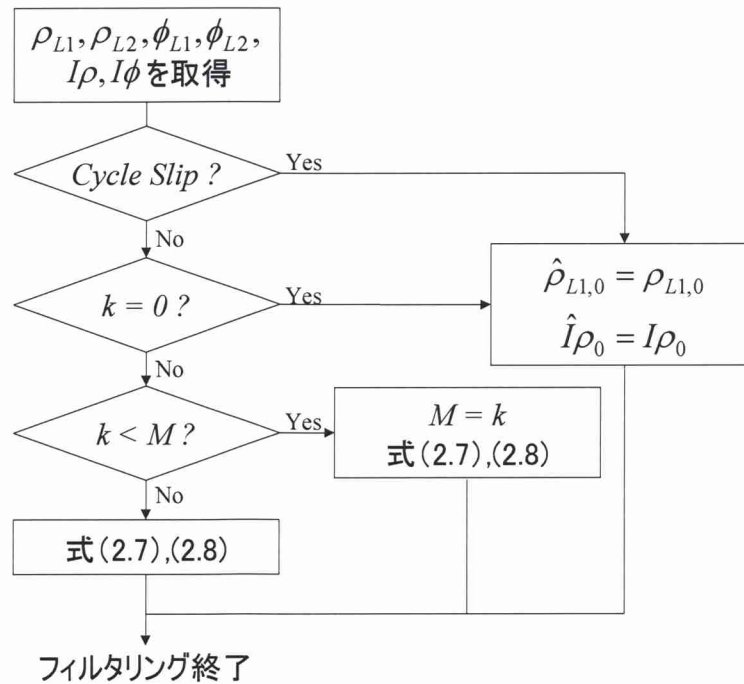 ρ_{L1}, ρ_{L2}, φ_{L1}, φ_{L2},
Iρ, Iφ を取得
Cycle Slip ?
Yes
No
k = 0 ?
Yes
ρ̂_{L1,0} = ρ_{L1,0}
Îρ_0 = Iρ_0
No
k < M ?
Yes
M = k
式(2.7),(2.8)
No
式(2.7),(2.8)
フィルタリング終了